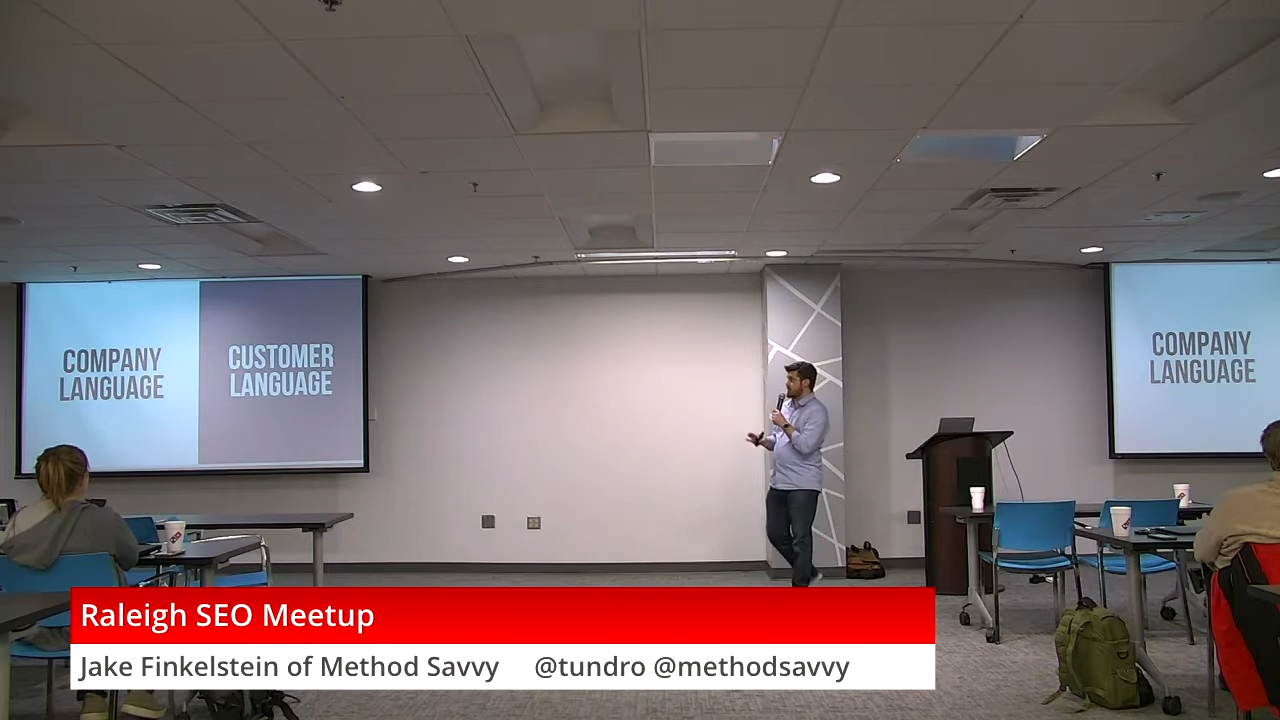 COMPANY
LANGUAGE
CUSTOMER
LANGUAGE
COMPANY
LANGUAGE
Raleigh SEO Meetup
Jake Finkelstein of Method Savvy @tundro @methodsavvy